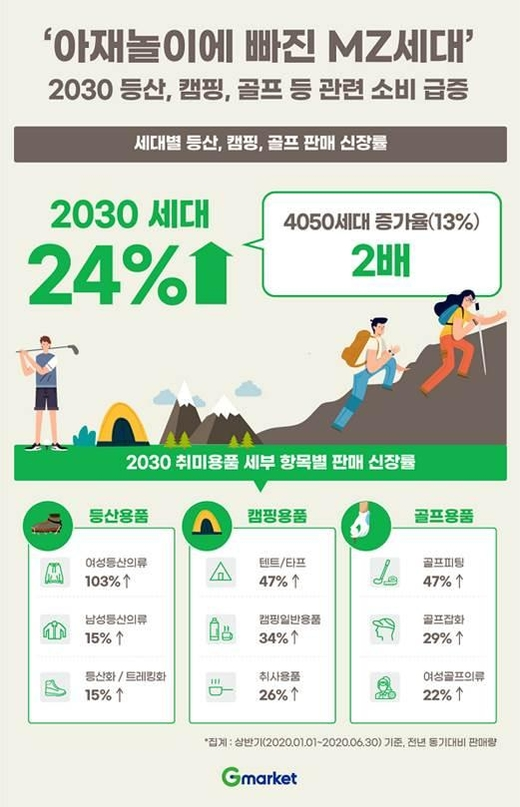 ‘아재놀이에 빠진 MZ세대’
2030 등산, 캠핑, 골프 등 관련 소비 급증
세대별 등산, 캠핑, 골프 판매 신장률
2030 세대
24%
4050세대 증가율(13%)
2배
2030 취미용품 세부 항목별 판매 신장률
등산용품
여성등산의류
103%↑
남성등산의류
15%↑
등산화 / 트레킹화
15%↑
캠핑용품
텐트/타프
47%↑
캠핑일반용품
34%↑
취사용품
26%↑
골프용품
골프피팅
47%↑
골프잡화
29%↑
여성골프의류
22%↑
*집계 : 상반기(2020.01.01~2020.06.30) 기준, 전년 동기대비 판매량
Gmarket